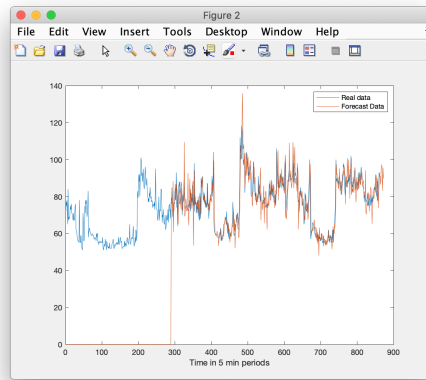 Figure 2
File Edit View Insert Tools Desktop Window Help
Real data
Forecast Data
140
120
100
80
60
40
20
0
0 100 200 300 400 500 600 700 800 900
Time in 5 min periods